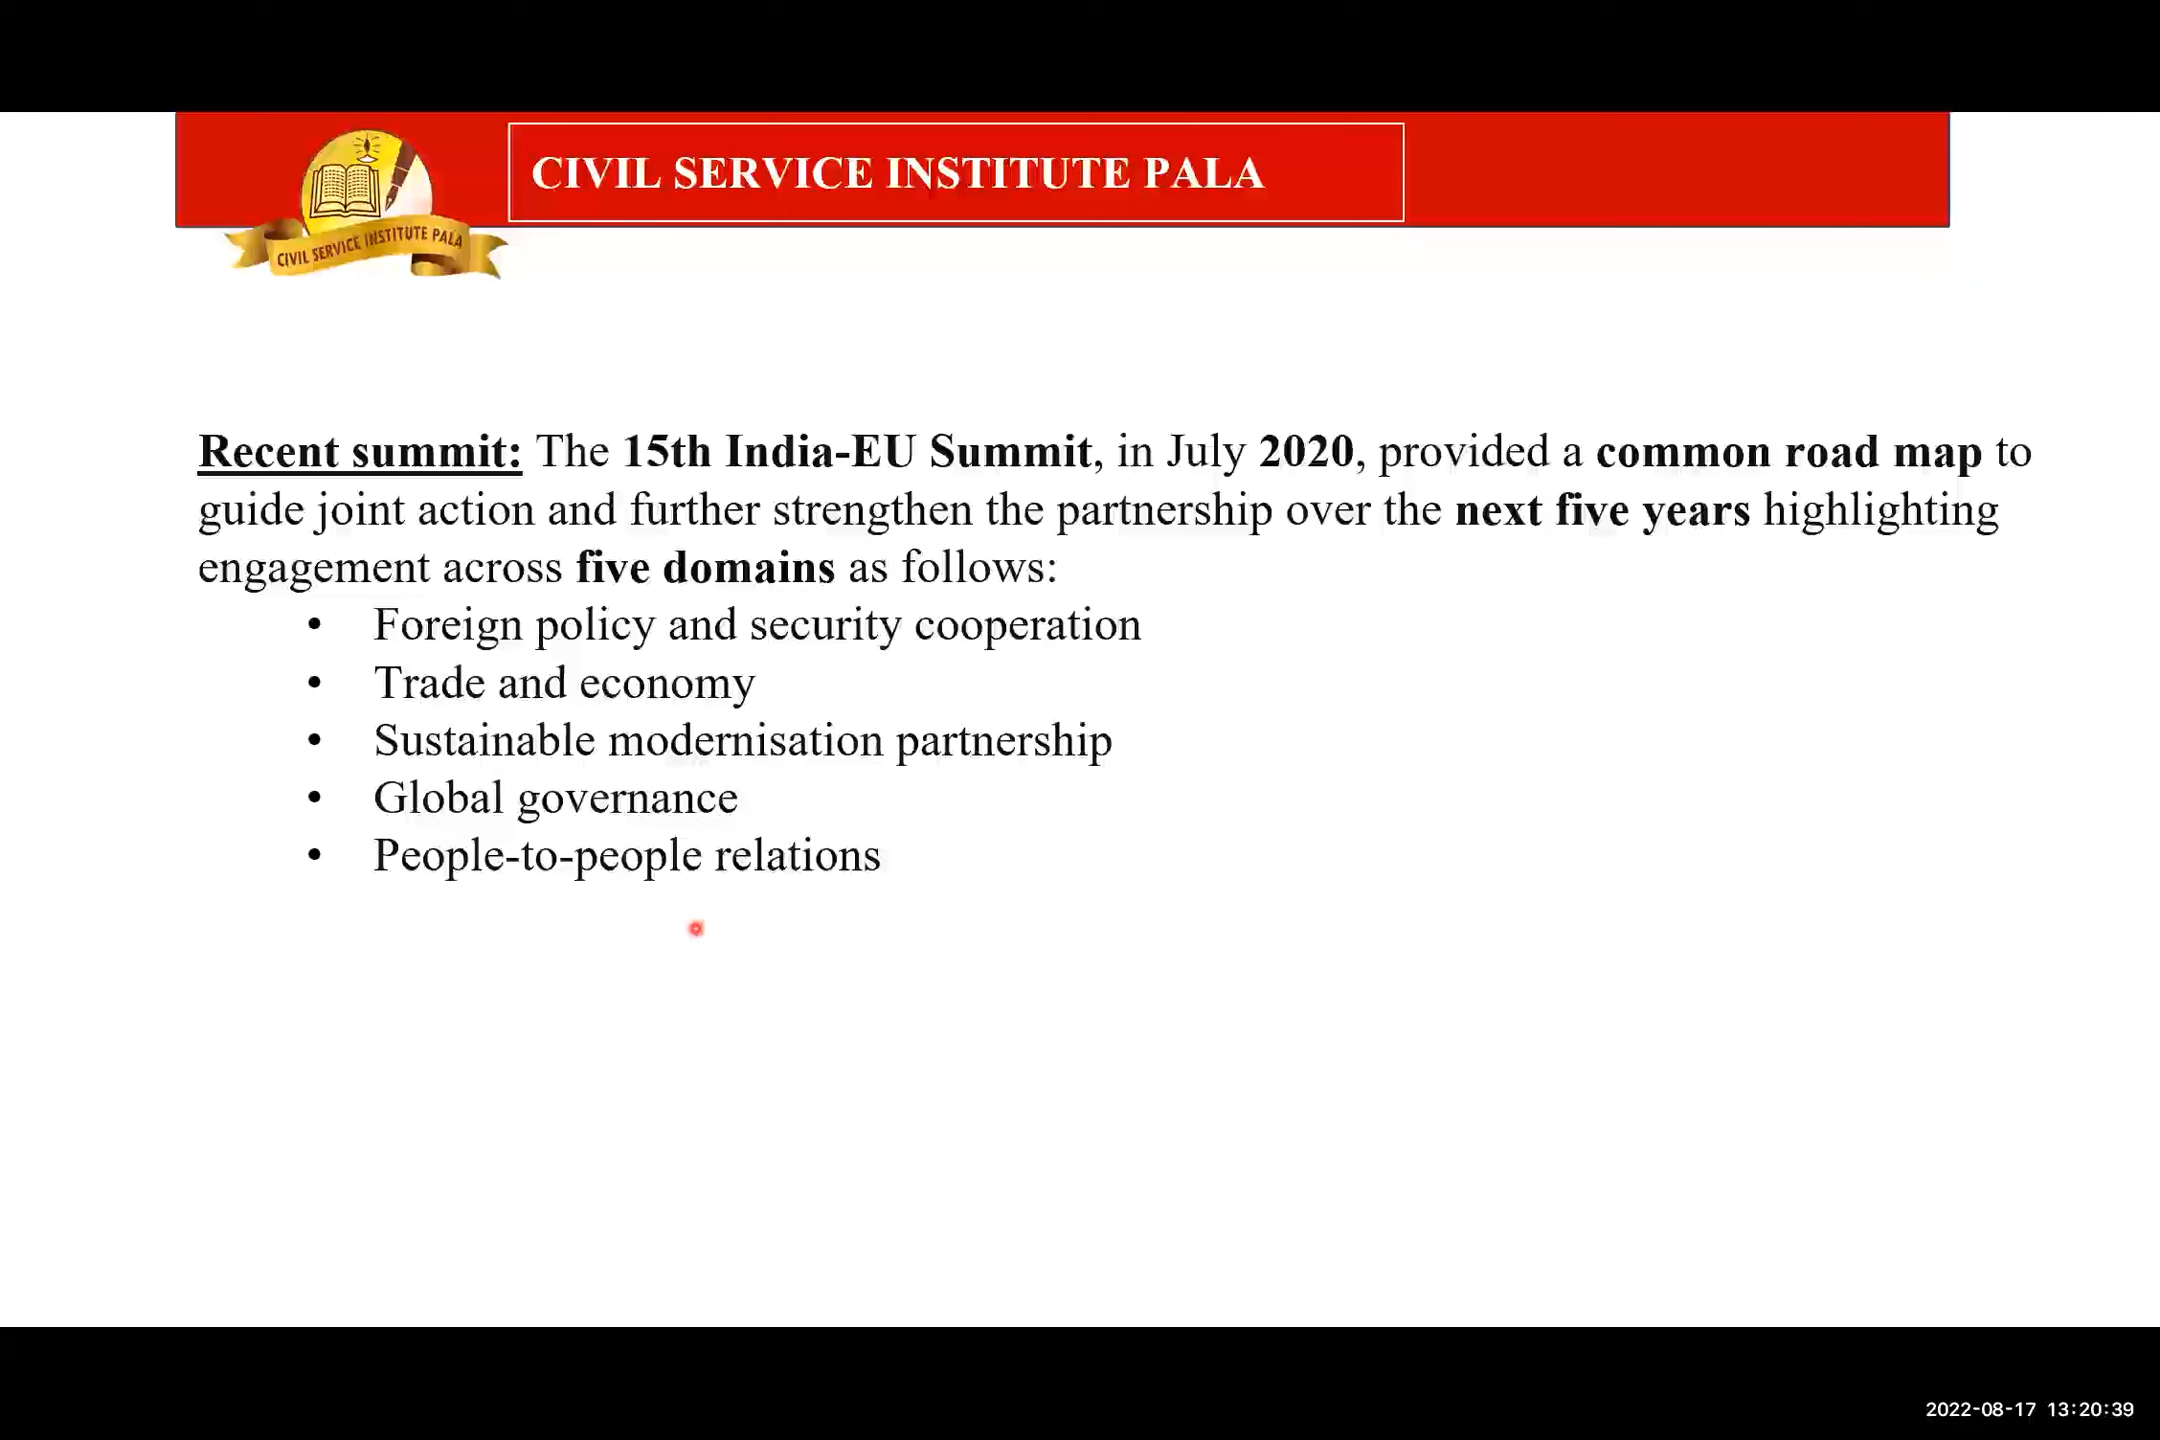 CIVIL SERVICE INSTITUTE PALA
CIVIL SERVICE INSTITUTE PALA
Recent summit: The 15th India-EU Summit, in July 2020, provided a common road map to
guide joint action and further strengthen the partnership over the next five years highlighting
engagement across five domains as follows:
• Foreign policy and security cooperation
• Trade and economy
• Sustainable modernisation partnership
• Global governance
• People-to-people relations
2022-08-17 13:20:39